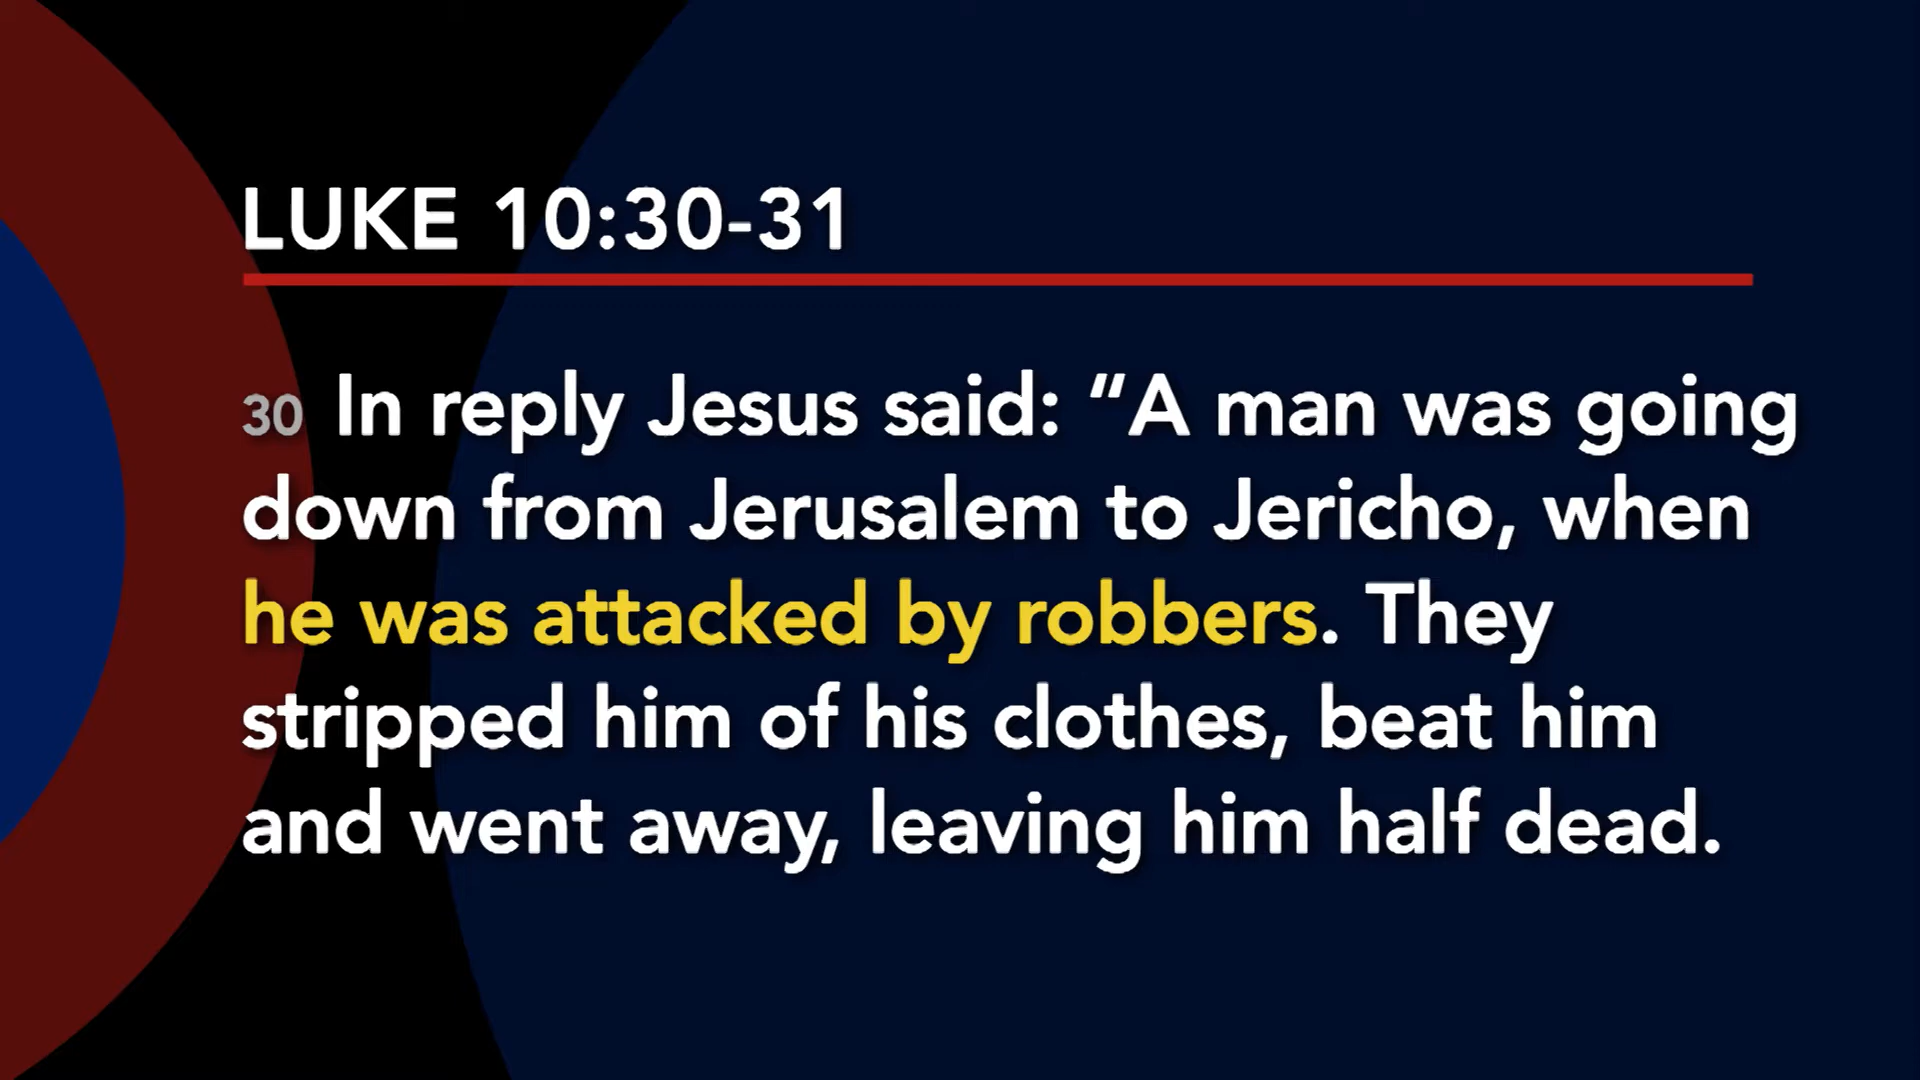 LUKE 10:30-31
30 In reply Jesus said: “A man was going
down from Jerusalem to Jericho, when
he was attacked by robbers. They
stripped him of his clothes, beat him
and went away, leaving him half dead.